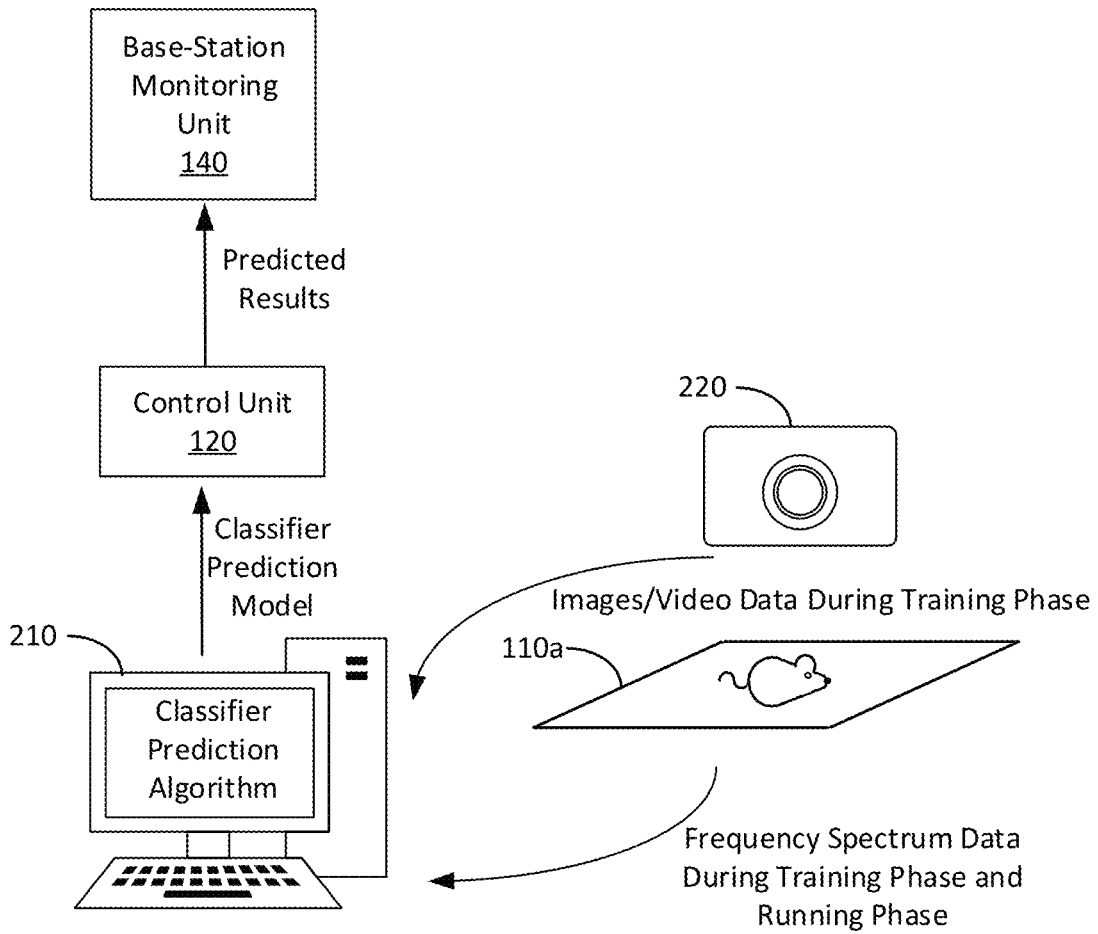 Base-Station
Monitoring
Unit
140
Predicted
Results
Control Unit
120
220
Classifier
Prediction
Model
Images/Video Data During Training Phase
210
110a
Classifier
Prediction
Algorithm
Frequency Spectrum Data
During Training Phase and
Running Phase